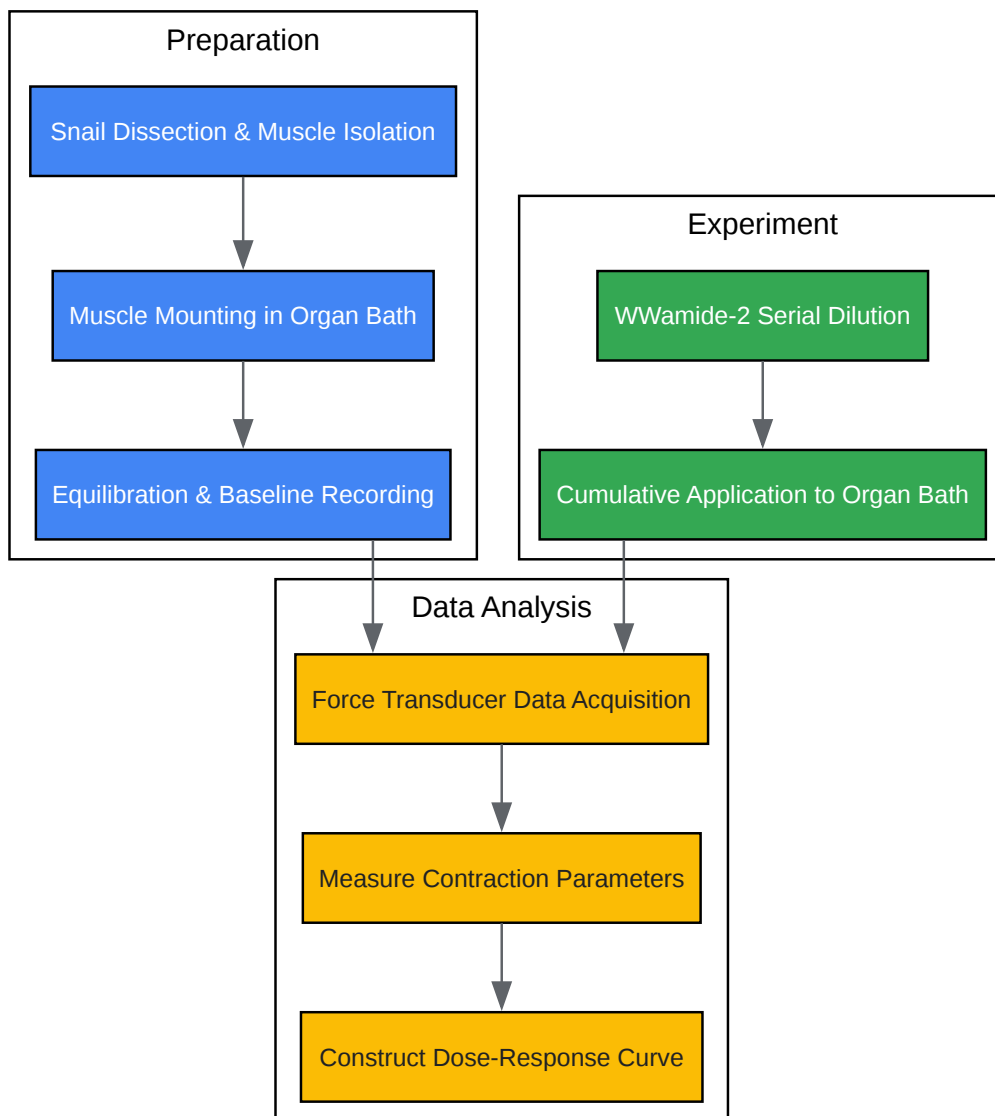 Preparation
Snail Dissection & Muscle Isolation
Muscle Mounting in Organ Bath
Equilibration & Baseline Recording
Experiment
WWamide-2 Serial Dilution
Cumulative Application to Organ Bath
Data Analysis
Force Transducer Data Acquisition
Measure Contraction Parameters
Construct Dose-Response Curve